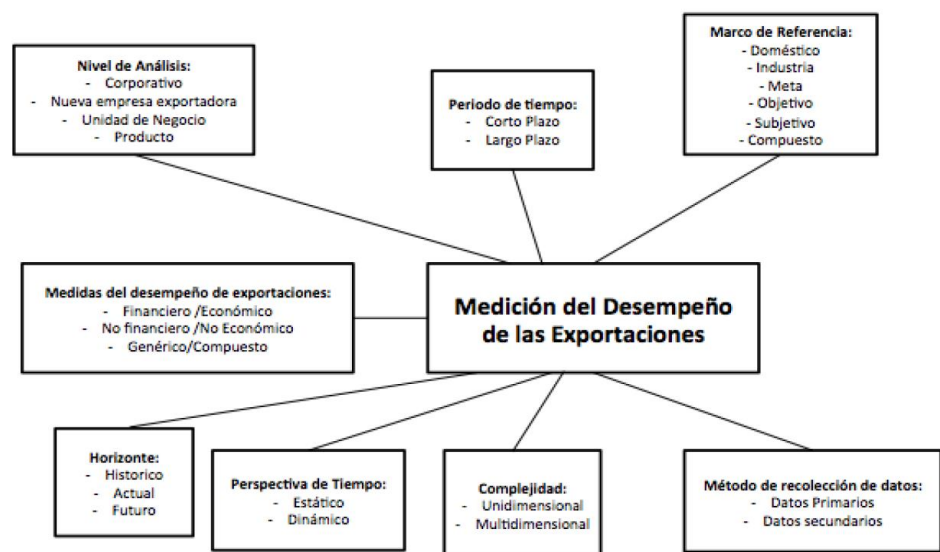 Nivel de Análisis:
- Corporativo
- Nueva empresa exportadora
- Unidad de Negocio
- Producto
Periodo de tiempo:
- Corto Plazo
- Largo Plazo
Marco de Referencia:
- Doméstico
- Industria
- Meta
- Objetivo
- Subjetivo
- Compuesto
Medidas del desempeño de exportaciones:
- Financiero /Económico
- No financiero /No Económico
- Genérico/Compuesto
Medición del Desempeño
de las Exportaciones
Horizonte:
- Historico
- Actual
- Futuro
Perspectiva de Tiempo:
- Estático
- Dinámico
Complejidad:
- Unidimensional
- Multidimensional
Método de recolección de datos:
- Datos Primarios
- Datos secundarios